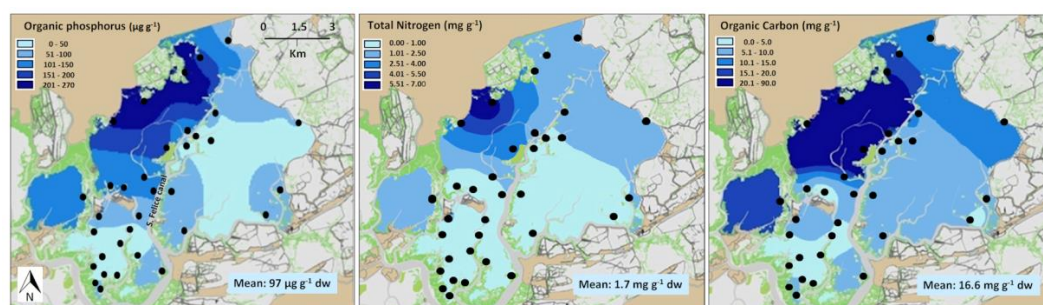 Organic phosphorus (µg g⁻¹)
0 - 50
51 - 100
101-150
151 - 200
201 - 270
0 1.5 3
Km
S. Felice canal
N
Mean: 97 µg g⁻¹ dw
Total Nitrogen (mg g⁻¹)
0.00 - 1.00
1.01 - 2.50
2.51 - 4.00
4.01 - 5.50
5.51 - 7.00
Mean: 1.7 mg g⁻¹ dw
Organic Carbon (mg g⁻¹)
0.0 - 5.0
5.1 - 10.0
10.1 - 15.0
15.1 - 20.0
20.1 - 90.0
Mean: 16.6 mg g⁻¹ dw